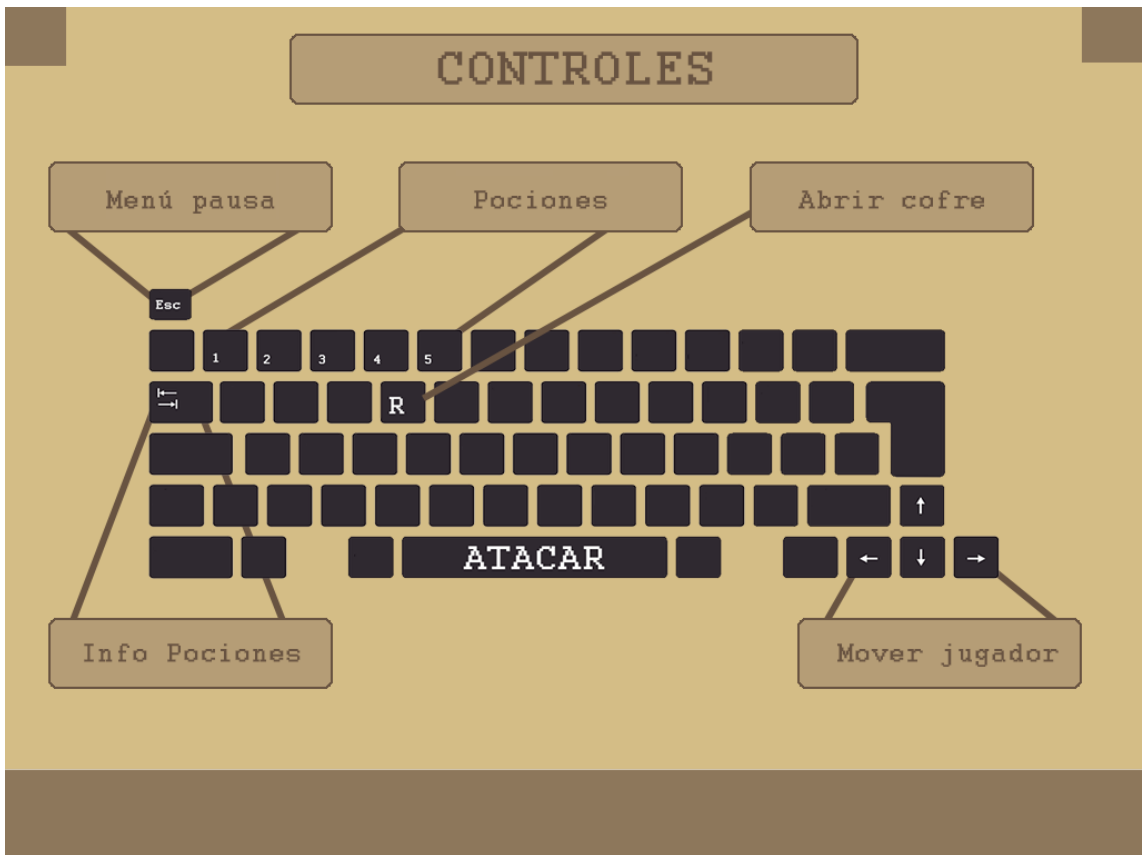 CONTROLES
Menú pausa
Pociones
Abrir cofre
Esc
1 2 3 4 5
R
↑
ATACAR
← ↓ →
Info Pociones
Mover jugador